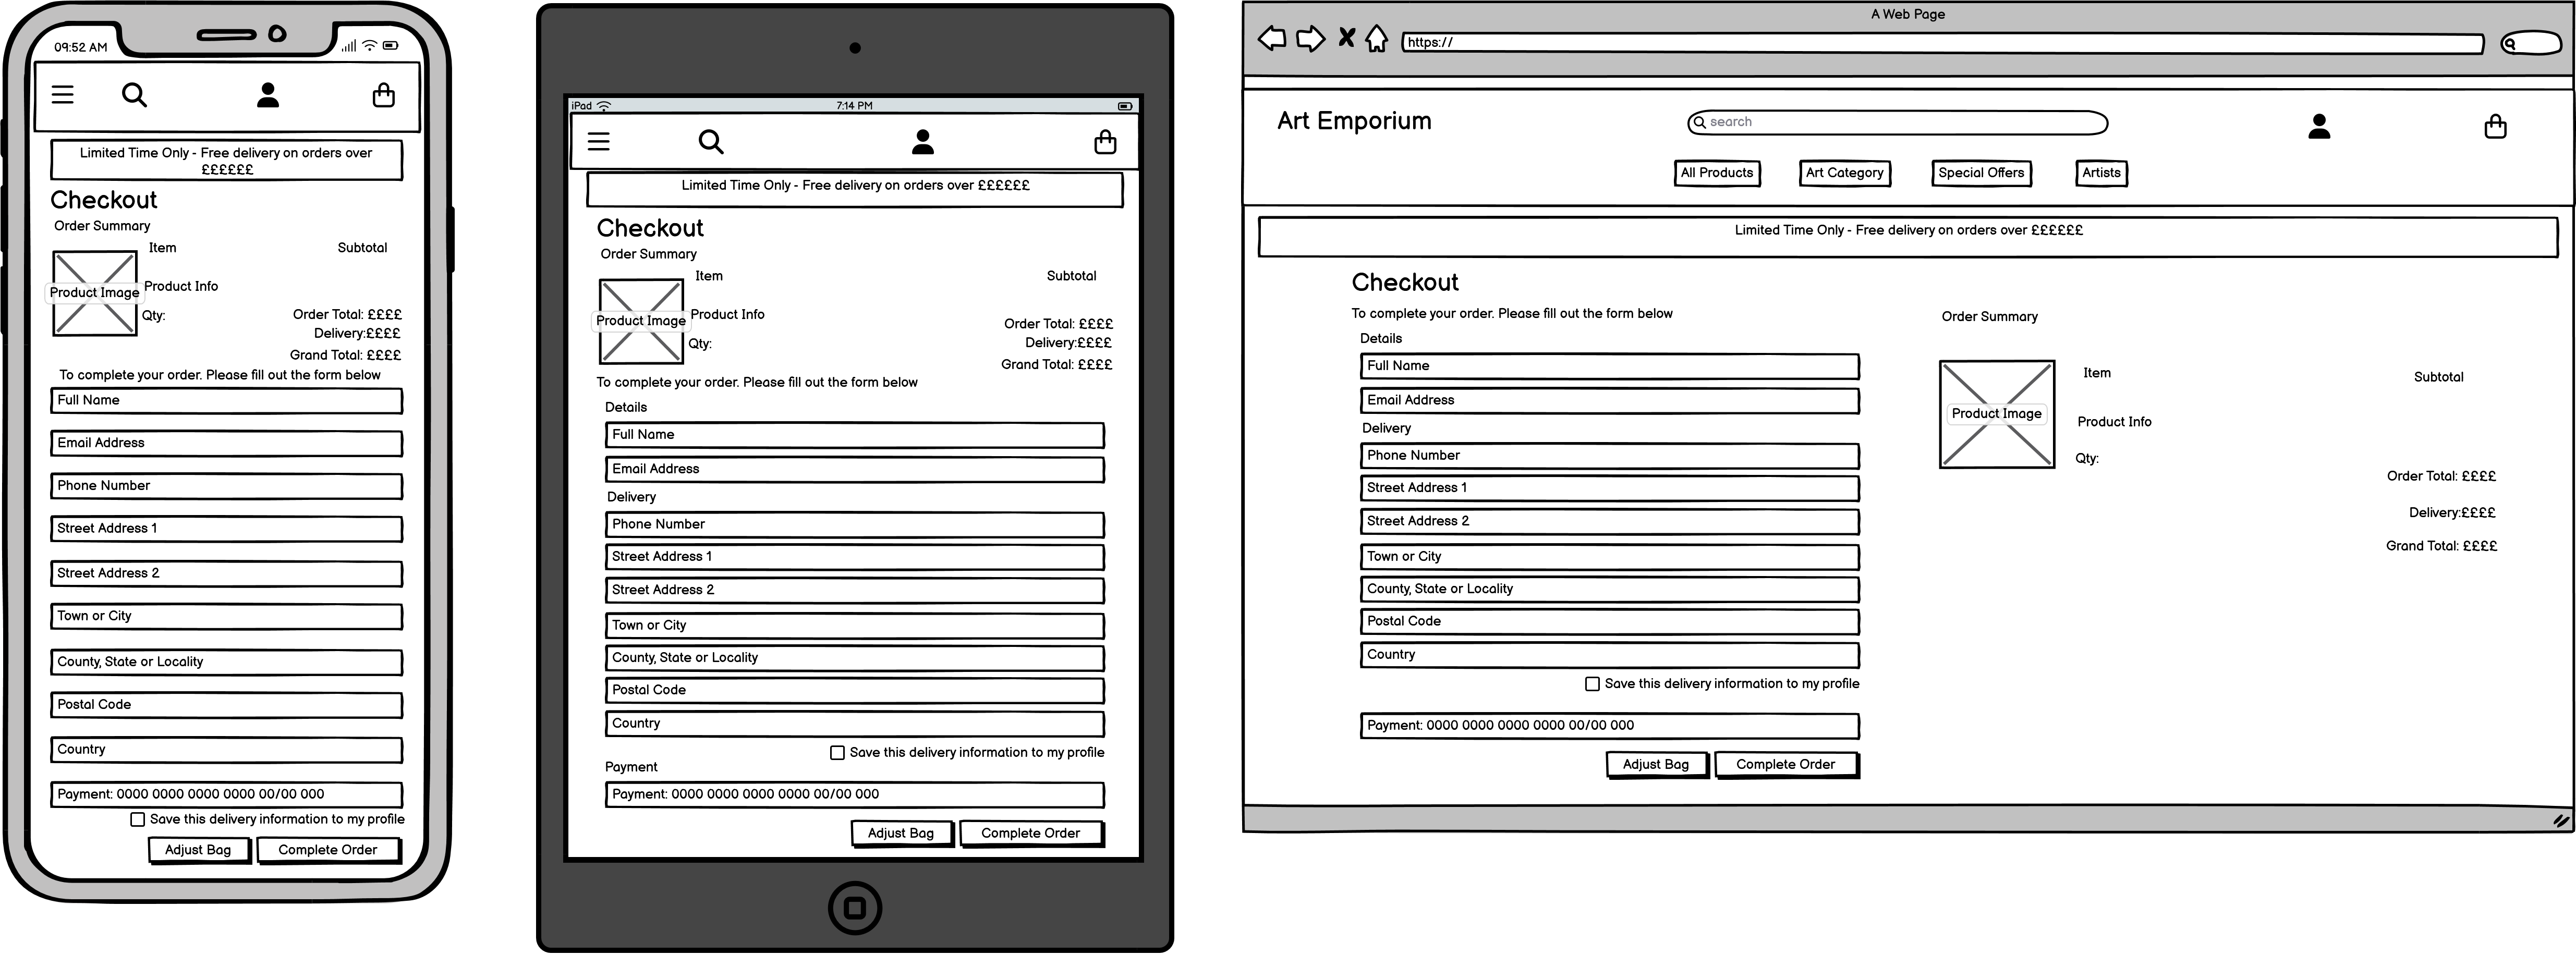 09:52 AM
Limited Time Only - Free delivery on orders over
££££££
Checkout
Order Summary
Item Subtotal
Product Image
Product Info
Qty:
Order Total: ££££
Delivery:££££
Grand Total: ££££
To complete your order. Please fill out the form below
Full Name
Email Address
Phone Number
Street Address 1
Street Address 2
Town or City
County, State or Locality
Postal Code
Country
Payment: 0000 0000 0000 0000 00/00 000
Save this delivery information to my profile
Adjust Bag Complete Order
iPad 7:14 PM
Limited Time Only - Free delivery on orders over ££££££
Checkout
Order Summary
Item Subtotal
Product Image
Product Info
Qty:
Order Total: ££££
Delivery:££££
Grand Total: ££££
To complete your order. Please fill out the form below
Details
Full Name
Email Address
Delivery
Phone Number
Street Address 1
Street Address 2
Town or City
County, State or Locality
Postal Code
Country
Save this delivery information to my profile
Payment
Payment: 0000 0000 0000 0000 00/00 000
Adjust Bag Complete Order
A Web Page
https://
Art Emporium
search
All Products Art Category Special Offers Artists
Limited Time Only - Free delivery on orders over ££££££
Checkout
To complete your order. Please fill out the form below
Details
Full Name
Email Address
Delivery
Phone Number
Street Address 1
Street Address 2
Town or City
County, State or Locality
Postal Code
Country
Save this delivery information to my profile
Payment: 0000 0000 0000 0000 00/00 000
Adjust Bag Complete Order
Order Summary
Item Subtotal
Product Image
Product Info
Qty:
Order Total: ££££
Delivery:££££
Grand Total: ££££